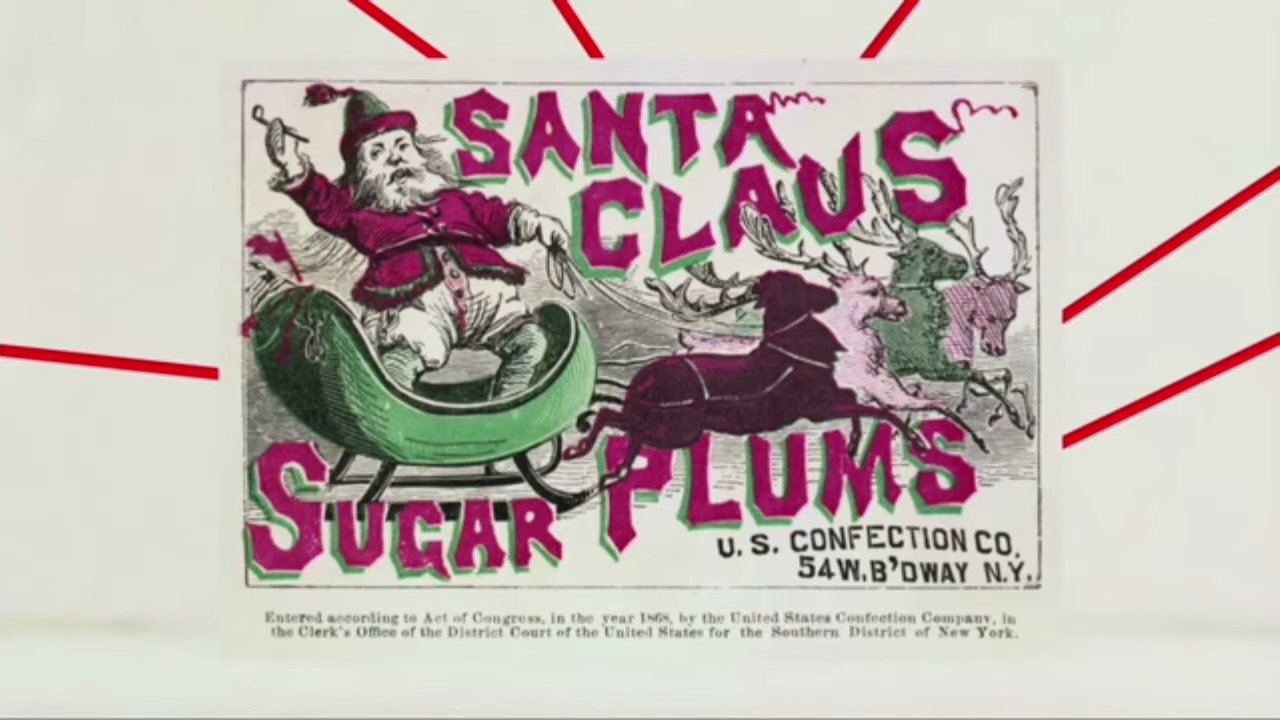 SANTA
CLAUS
SUGAR PLUMS
U. S. CONFECTION CO.
54 W. B'DWAY N.Y.
Entered according to Act of Congress, in the year 1868, by the United States Confection Company, in
the Clerk's Office of the District Court of the United States for the Southern District of New York.